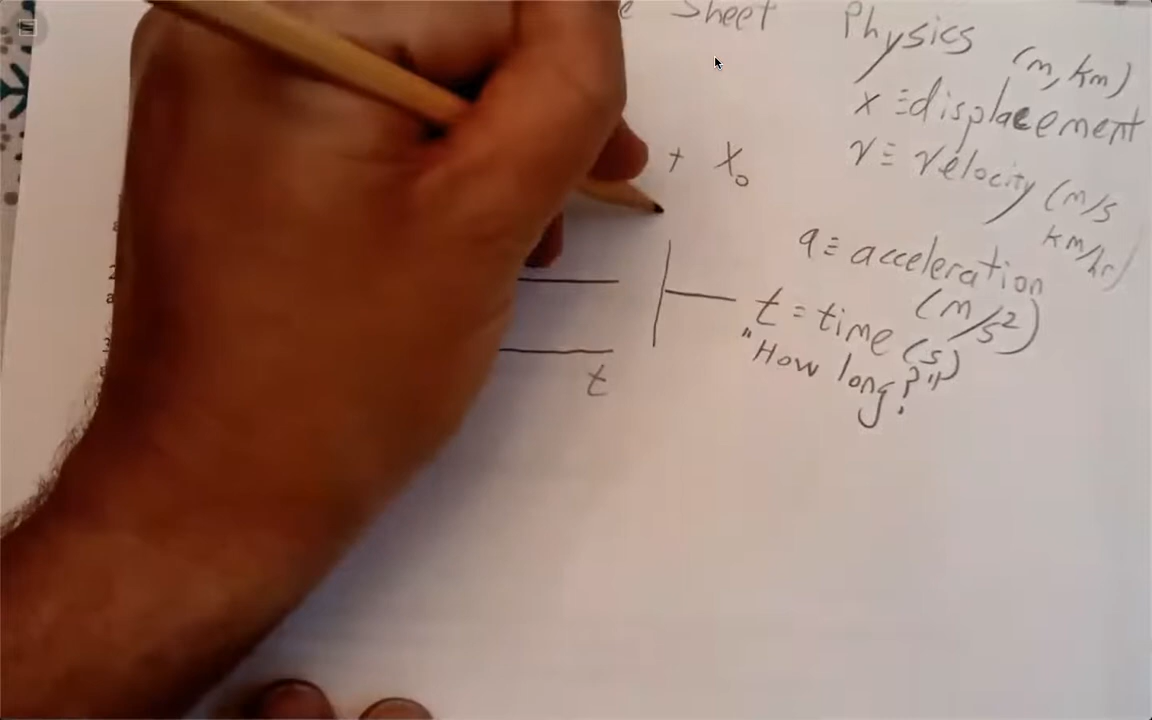 Sheet Physics
(m, km)
x ≡ displacement
v ≡ velocity (m/s
km/hr)
+ X₀
a ≡ acceleration
(m/s²)
t = time (s)
"How long?"
t